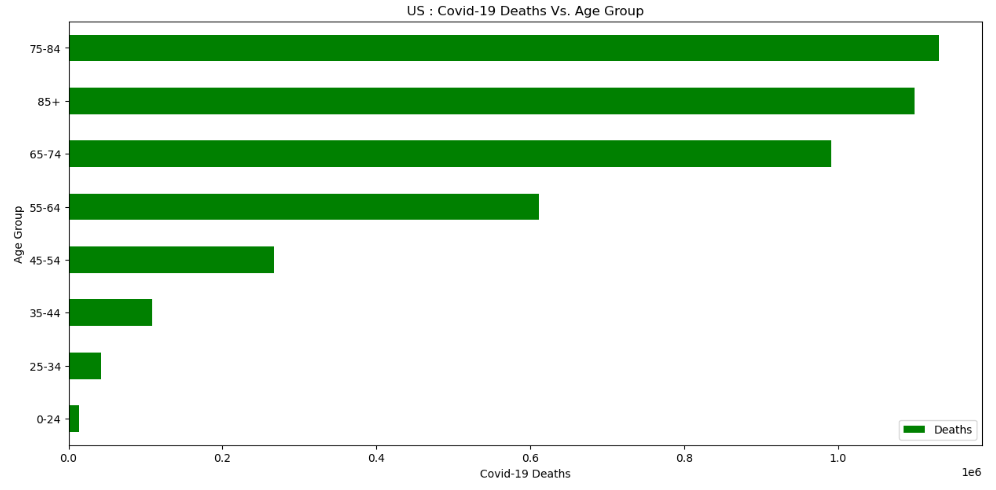 US : Covid-19 Deaths Vs. Age Group
75-84
85+
65-74
55-64
45-54
35-44
25-34
0-24
Age Group
Deaths
0.0 0.2 0.4 0.6 0.8 1.0
1e6
Covid-19 Deaths